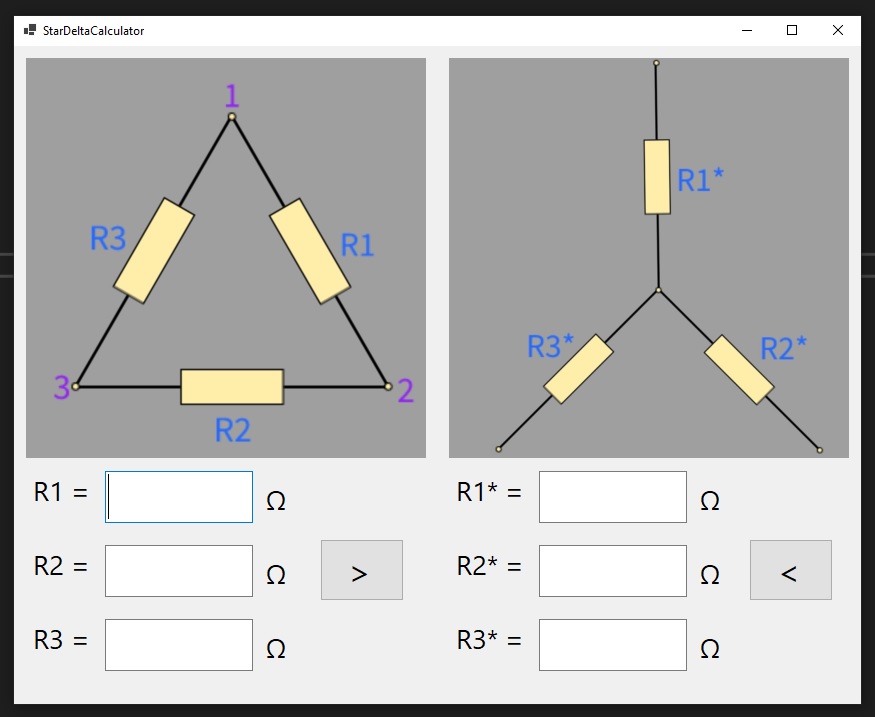 StarDeltaCalculator
1
R3
R1
3
2
R2
R1*
R3*
R2*
R1 =
Ω
R2 =
Ω
>
R3 =
Ω
R1* =
Ω
R2* =
Ω
<
R3* =
Ω